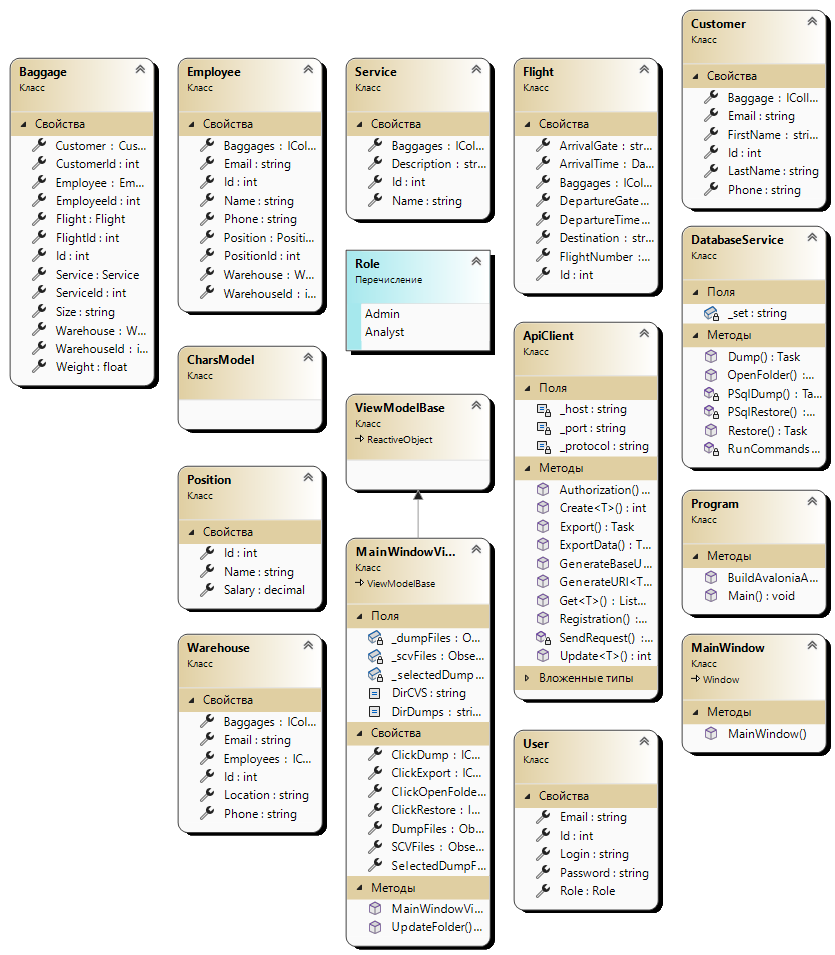 Baggage
Класс
Свойства
Customer : Cus...
CustomerId : int
Employee : Em...
EmployeeId : int
Flight : Flight
FlightId : int
Id : int
Service : Service
ServiceId : int
Size : string
Warehouse : W...
WarehouseId : i...
Weight : float
Employee
Класс
Свойства
Baggages : ICol...
Email : string
Id : int
Name : string
Phone : string
Position : Positi...
PositionId : int
Warehouse : W...
WarehouseId : i...
CharsModel
Класс
Position
Класс
Свойства
Id : int
Name : string
Salary : decimal
Warehouse
Класс
Свойства
Baggages : ICol...
Email : string
Employees : IC...
Id : int
Location : string
Phone : string
Service
Класс
Свойства
Baggages : ICol...
Description : str...
Id : int
Name : string
Role
Перечисление
Admin
Analyst
ViewModelBase
Класс
ReactiveObject
MainWindowVi...
Класс
ViewModelBase
Поля
_dumpFiles : O...
_scvFiles : Obse...
_selectedDump...
DirCVS : string
DirDumps : stri...
Свойства
ClickDump : IC...
ClickExport : IC...
ClickOpenFolde...
ClickRestore : I...
DumpFiles : Ob...
SCVFiles : Obse...
SelectedDumpF...
Методы
MainWindowVi...
UpdateFolder()...
Flight
Класс
Свойства
ArrivalGate : str...
ArrivalTime : Da...
Baggages : ICol...
DepartureGate...
DepartureTime...
Destination : str...
FlightNumber :...
Id : int
ApiClient
Класс
Поля
_host : string
_port : string
_protocol : string
Методы
Authorization()...
Create<T>() : int
Export() : Task
ExportData() : T...
GenerateBaseU...
GenerateURI<T...
Get<T>() : List...
Registration() :...
SendRequest() :...
Update<T>() : int
Вложенные типы
User
Класс
Свойства
Email : string
Id : int
Login : string
Password : string
Role : Role
Customer
Класс
Свойства
Baggage : IColl...
Email : string
FirstName : stri...
Id : int
LastName : string
Phone : string
DatabaseService
Класс
Поля
_set : string
Методы
Dump() : Task
OpenFolder() :...
PSqlDump() : Ta...
PSqlRestore() :...
Restore() : Task
RunCommands...
Program
Класс
Методы
BuildAvaloniaA...
Main() : void
MainWindow
Класс
Window
Методы
MainWindow()